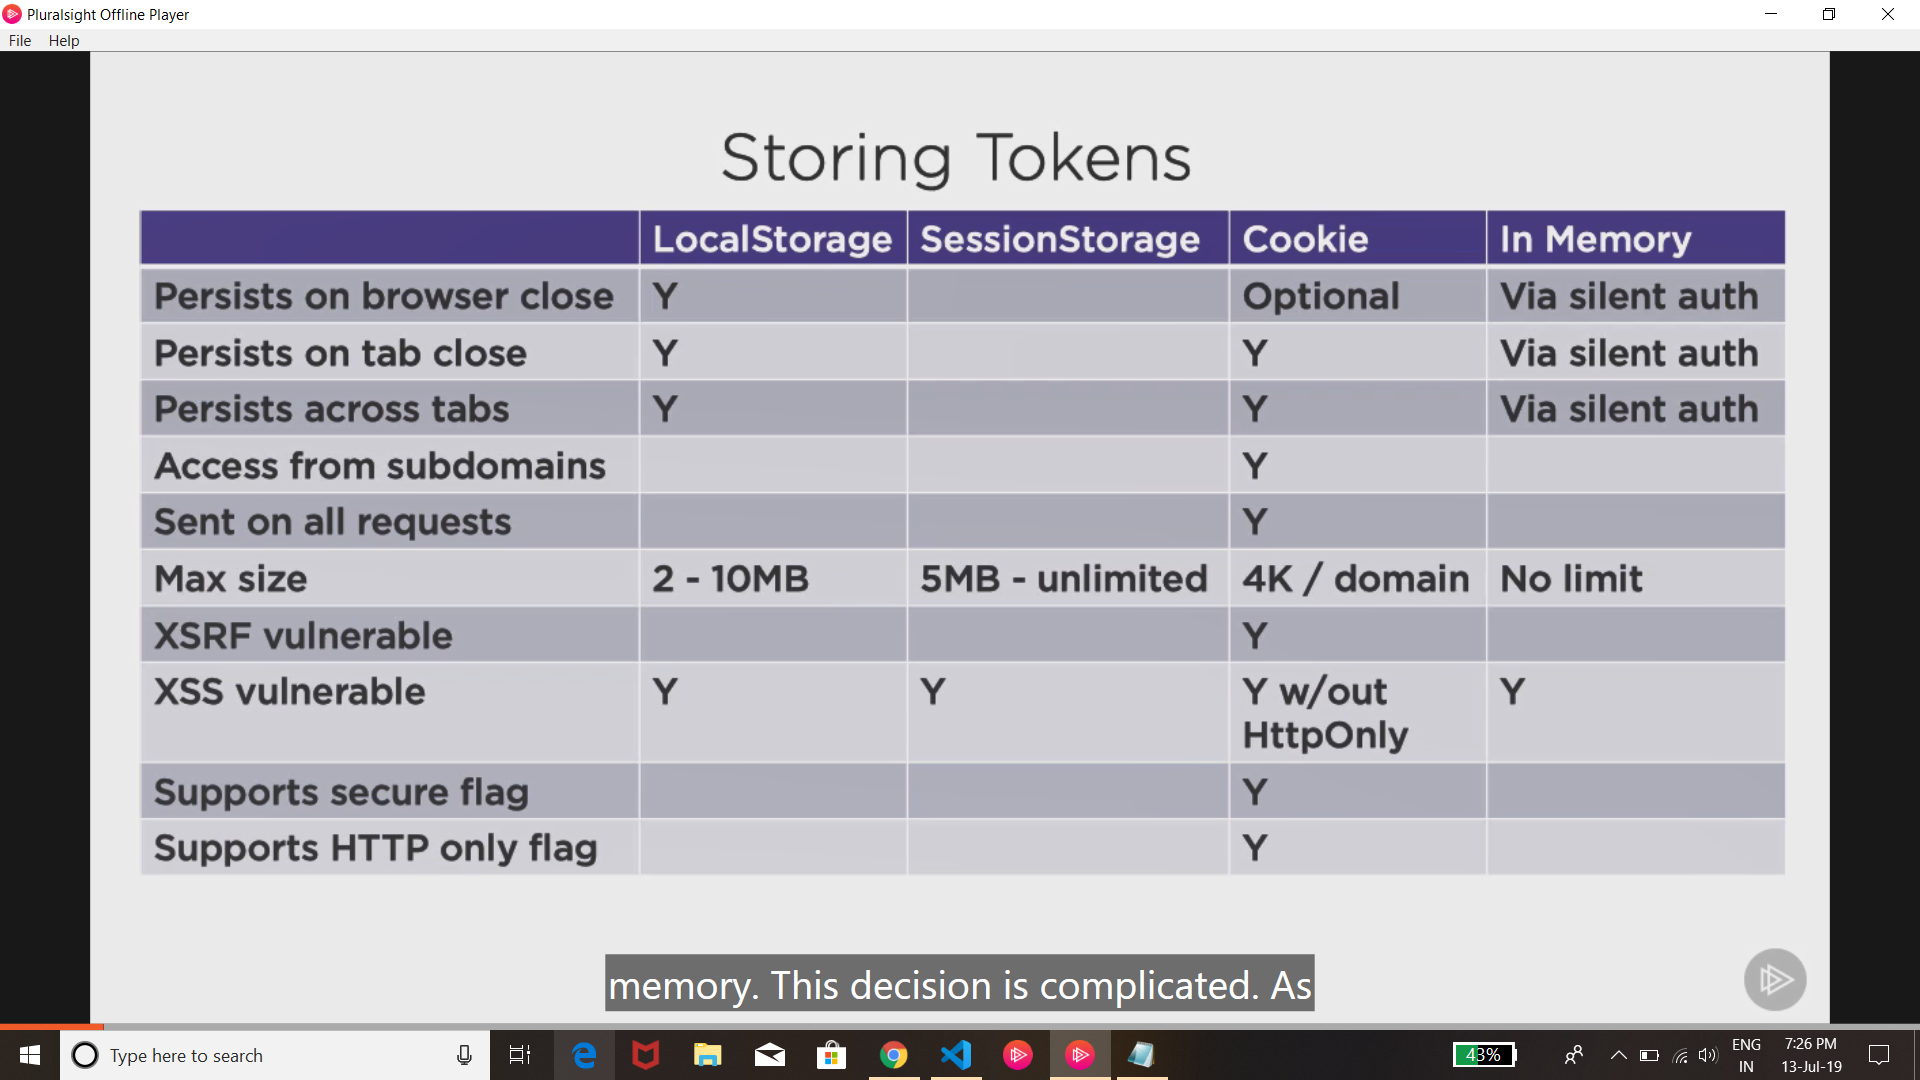 Pluralsight Offline Player
File Help
Storing Tokens
LocalStorage SessionStorage Cookie In Memory
Persists on browser close Y Optional Via silent auth
Persists on tab close Y Y Via silent auth
Persists across tabs Y Y Via silent auth
Access from subdomains Y
Sent on all requests Y
Max size 2 - 10MB 5MB - unlimited 4K / domain No limit
XSRF vulnerable Y
XSS vulnerable Y Y Y w/out HttpOnly Y
Supports secure flag Y
Supports HTTP only flag Y
memory. This decision is complicated. As
Type here to search
43%
ENG
IN
7:26 PM
13-Jul-19